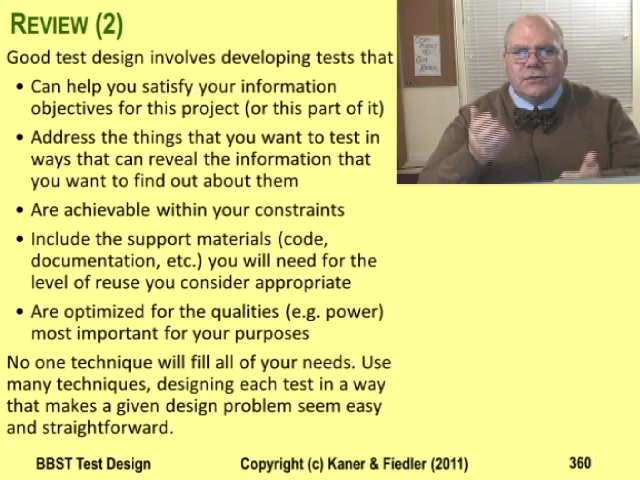 REVIEW (2)
Good test design involves developing tests that
• Can help you satisfy your information
objectives for this project (or this part of it)
• Address the things that you want to test in
ways that can reveal the information that
you want to find out about them
• Are achievable within your constraints
• Include the support materials (code,
documentation, etc.) you will need for the
level of reuse you consider appropriate
• Are optimized for the qualities (e.g. power)
most important for your purposes
No one technique will fill all of your needs. Use
many techniques, designing each test in a way
that makes a given design problem seem easy
and straightforward.
BBST Test Design Copyright (c) Kaner & Fiedler (2011) 360